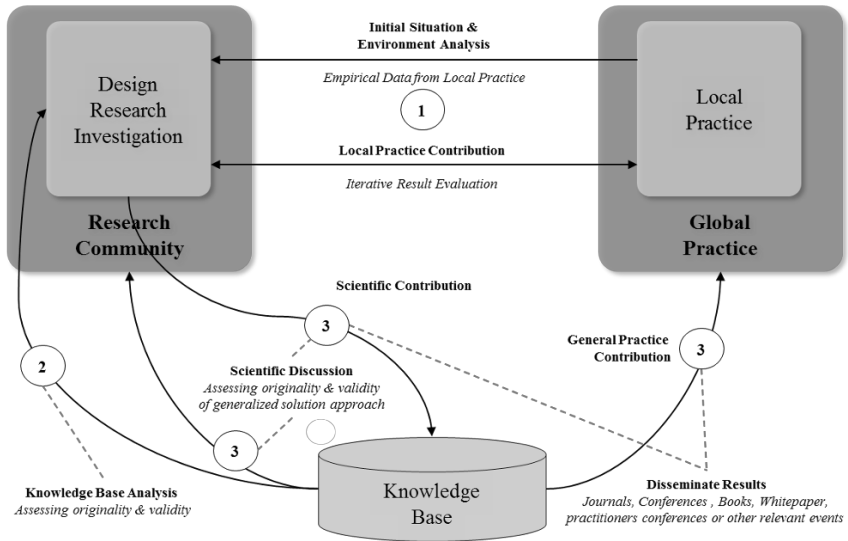 Initial Situation &
Environment Analysis
Empirical Data from Local Practice
1
Local Practice Contribution
Iterative Result Evaluation
Design
Research
Investigation
Research
Community
Local
Practice
Global
Practice
Scientific Contribution
3
General Practice
Contribution
3
2
Scientific Discussion
Assessing originality & validity
of generalized solution approach
3
Knowledge Base Analysis
Assessing originality & validity
Knowledge
Base
Disseminate Results
Journals, Conferences , Books, Whitepaper,
practitioners conferences or other relevant events